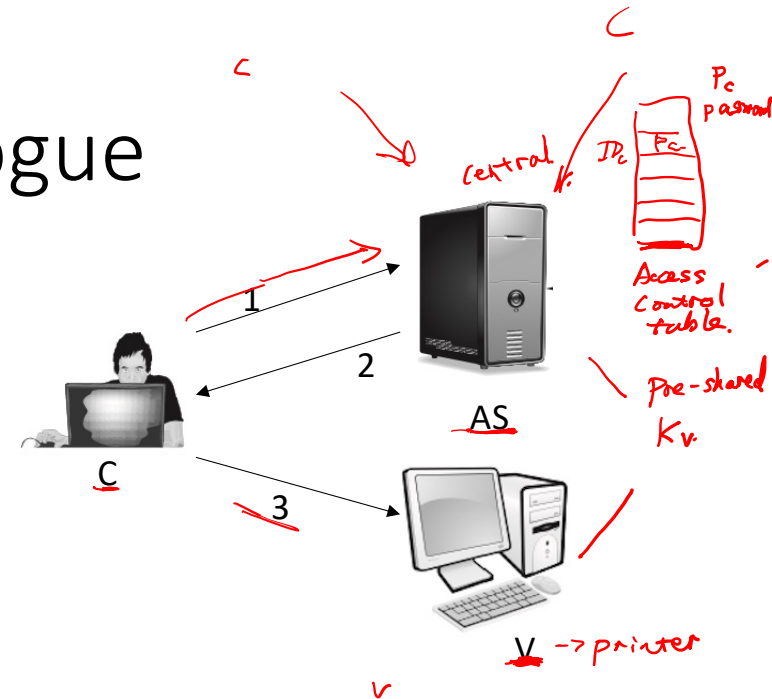 C
c
ogue
Pc
password
central
IDc
Pc
1
Access
Control
table.
2
Pre-shared
Kv.
AS
C
3
V -> printer
v